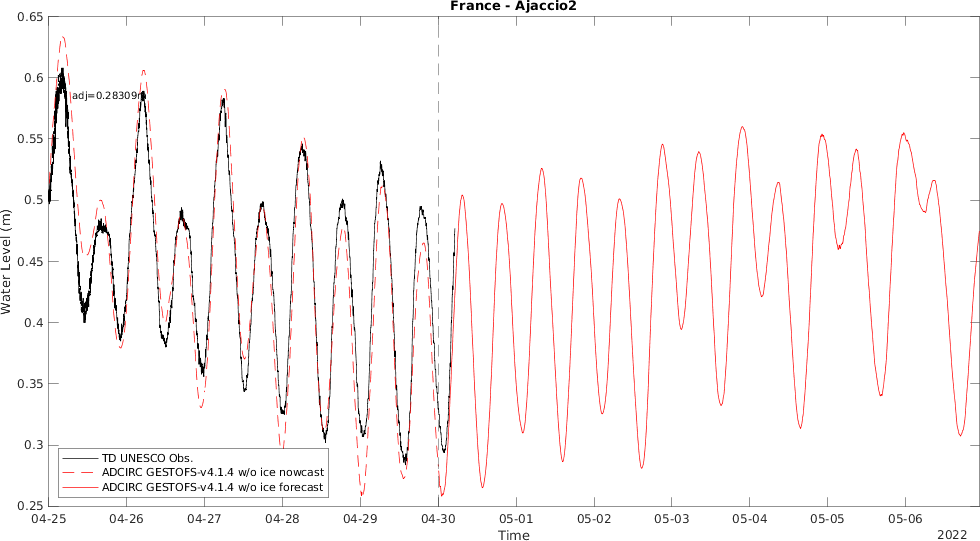 France - Ajaccio2
0.65
0.6
0.55
0.5
0.45
0.4
0.35
0.3
0.25
Water Level (m)
adj=0.28309m
TD UNESCO Obs.
ADCIRC GESTOFS-v4.1.4 w/o ice nowcast
ADCIRC GESTOFS-v4.1.4 w/o ice forecast
04-25 04-26 04-27 04-28 04-29 04-30 05-01 05-02 05-03 05-04 05-05 05-06
Time
2022